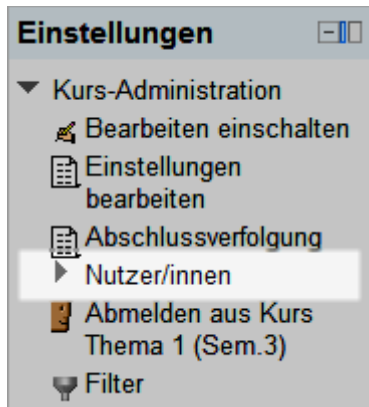 Einstellungen
Kurs-Administration
Bearbeiten einschalten
Einstellungen
bearbeiten
Abschlussverfolgung
Nutzer/innen
Abmelden aus Kurs
Thema 1 (Sem.3)
Filter